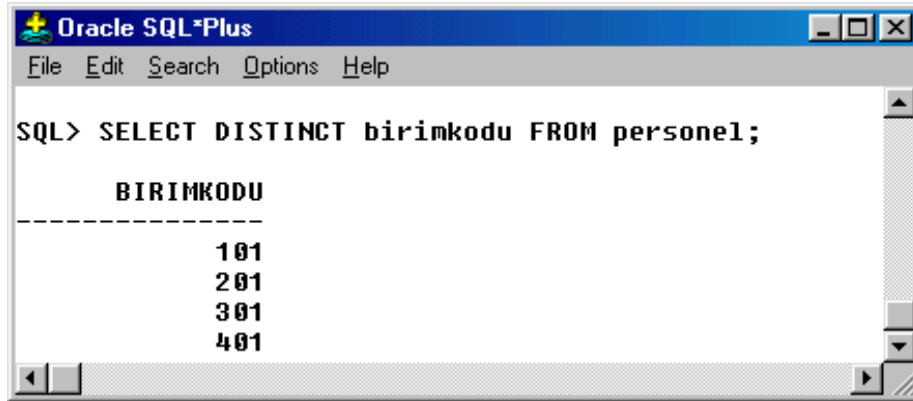 Oracle SQL*Plus
File Edit Search Options Help
SQL> SELECT DISTINCT birimkodu FROM personel;
BIRIMKODU
---------------
101
201
301
401